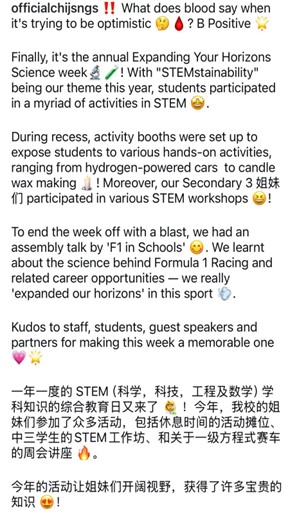 officialchijsngs ‼️ What does blood say when
it's trying to be optimistic 🤔🩸? B Positive 🌟
Finally, it's the annual Expanding Your Horizons
Science week🔬🧪! With "STEMstainability"
being our theme this year, students participated
in a myriad of activities in STEM 🤩.
During recess, activity booths were set up to
expose students to various hands-on activities,
ranging from hydrogen-powered cars to candle
wax making 🕯️! Moreover, our Secondary 3 姐妹
们 participated in various STEM workshops 😆!
To end the week off with a blast, we had an
assembly talk by 'F1 in Schools' 😋. We learnt
about the science behind Formula 1 Racing and
related career opportunities — we really
'expanded our horizons' in this sport 💨.
Kudos to staff, students, guest speakers and
partners for making this week a memorable one
💗🌟
一年一度的 STEM (科学，科技，工程及数学) 学
科知识的综合教育日又来了 🙋！今年，我校的姐
妹们参加了众多活动，包括休息时间的活动摊位、
中三学生的STEM工作坊、和关于一级方程式赛车
的周会讲座 🔥。
今年的活动让姐妹们开阔视野，获得了许多宝贵的
知识 😍！